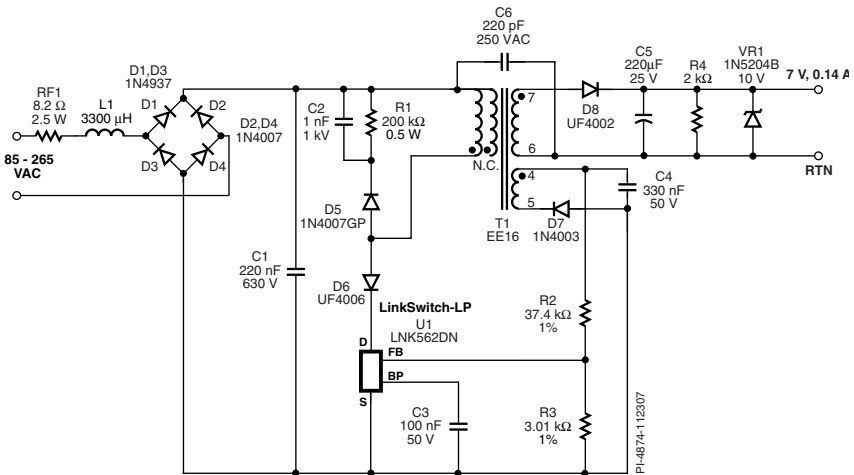 C6
220 pF
250 VAC
RF1
8.2 Ω
2.5 W
L1
3300 μH
D1,D3
1N4937
D1
D2
D3
D4
D2,D4
1N4007
85 - 265
VAC
C2
1 nF
1 kV
R1
200 kΩ
0.5 W
D5
1N4007GP
C1
220 nF
630 V
D6
UF4006
LinkSwitch-LP
U1
LNK562DN
D
FB
BP
S
C3
100 nF
50 V
N.C.
T1
EE16
7
6
4
5
D8
UF4002
D7
1N4003
C5
220μF
25 V
R4
2 kΩ
VR1
1N5204B
10 V
7 V, 0.14 A
RTN
C4
330 nF
50 V
R2
37.4 kΩ
1%
R3
3.01 kΩ
1%
PI-4874-112307